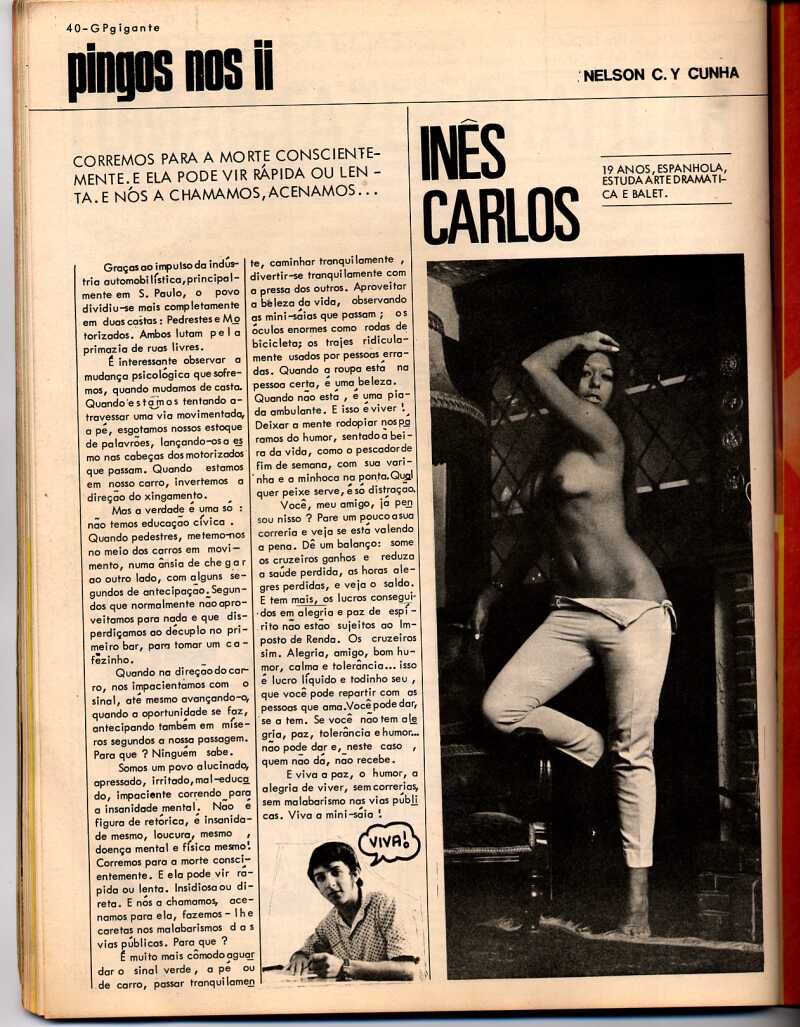 40-GPgigante
pingos nos ii
NELSON C. Y CUNHA
CORREMOS PARA A MORTE CONSCIENTE-
MENTE. E ELA PODE VIR RÁPIDA OU LEN -
TA. E NÓS A CHAMAMOS, ACENAMOS...
Graças ao impulso da indús-
tria automobilística, principal-
mente em S. Paulo, o povo
dividiu-se mais completamente
em duas castas : Pedrestes e Mo
torizados. Ambos lutam pela
primazia de ruas livres.
É interessante observar a
mudança psicológica que sofre-
mos, quando mudamos de casta.
Quando estamos tentando a-
travessar uma via movimentada,
a pé, esgotamos nossos estoque
de palavrões, lançando-os a es
mo nas cabeças dos motorizados
que passam. Quando estamos
em nosso carro, invertemos a
direção do xingamento.
Mas a verdade é uma só :
não temos educação cívica .
Quando pedestres, metemo-nos
no meio dos carros em movi-
mento, numa ânsia de chegar
ao outro lado, com alguns se-
gundos de antecipaçao. Segun-
dos que normalmente não apro-
veitamos para nada e que dis-
perdiçamos ao décuplo no pri-
meiro bar, para tomar um ca-
fèzinho.
Quando na direção do car-
ro, nos impacientamos com o
sinal, até mesmo avançando-o,
quando a oportunidade se faz,
antecipando também em míse-
ros segundos a nossa passagem.
Para que ? Ninguém sabe.
Somos um povo alucinado,
apressado, irritado, mal-educa
do, impaciente correndo para
a insanidade mental. Não é
figura de retórica, é insanida-
de mesmo, loucura, mesmo ,
doença mental e física mesmo!
Corremos para a morte consci-
entemente. E ela pode vir rá-
pida ou lenta. Insidiosa ou di-
reta. E nós a chamamos, ace-
namos para ela, fazemos - lhe
caretas nos malabarismos das
vias públicas. Para que ?
É muito mais cômodo aguar
dar o sinal verde, a pé ou
de carro, passar tranquilamen
te, caminhar tranquilamente ,
divertir-se tranquilamente com
a pressa dos outros. Aproveitar
a beleza da vida, observando
as mini-sáias que passam ; os
óculos enormes como rodas de
bicicleta; os trajes ridicula-
mente usados por pessoas erra-
das. Quando a roupa está na
pessoa certa, é uma beleza.
Quando não está , é uma pia-
da ambulante. E isso é viver !
Deixar a mente rodopiar nos pá
ramos do humor, sentado à bei-
ra da vida, como o pescador de
fim de semana, com sua vari-
nha e a minhoca na ponta. Qual
quer peixe serve, é só distração.
Você, meu amigo, já pen
sou nisso ? Pare um pouco a sua
correria e veja se está valendo
a pena. Dê um balanço: some
os cruzeiros ganhos e reduza
a saúde perdida, as horas ale-
gres perdidas, e veja o saldo.
E tem mais, os lucros consegui-
dos em alegria e paz de espí-
rito não estão sujeitos ao Im-
posto de Renda. Os cruzeiros
sim. Alegria, amigo, bom hu-
mor, calma e tolerância... isso
é lucro líquido e todinho seu ,
que você pode repartir com as
pessoas que ama. Você pode dar,
se a tem. Se você não tem ale
gria, paz, tolerância e humor...
não pode dar e, neste caso ,
quem não dá, não recebe.
E viva a paz, o humor, a
alegria de viver, sem correrias,
sem malabarismo nas vias públi
cas. Viva a mini-sáia !
VIVA!
INÊS
CARLOS
19 ANOS, ESPANHOLA,
ESTUDA ARTE DRAMATI-
CA E BALET.